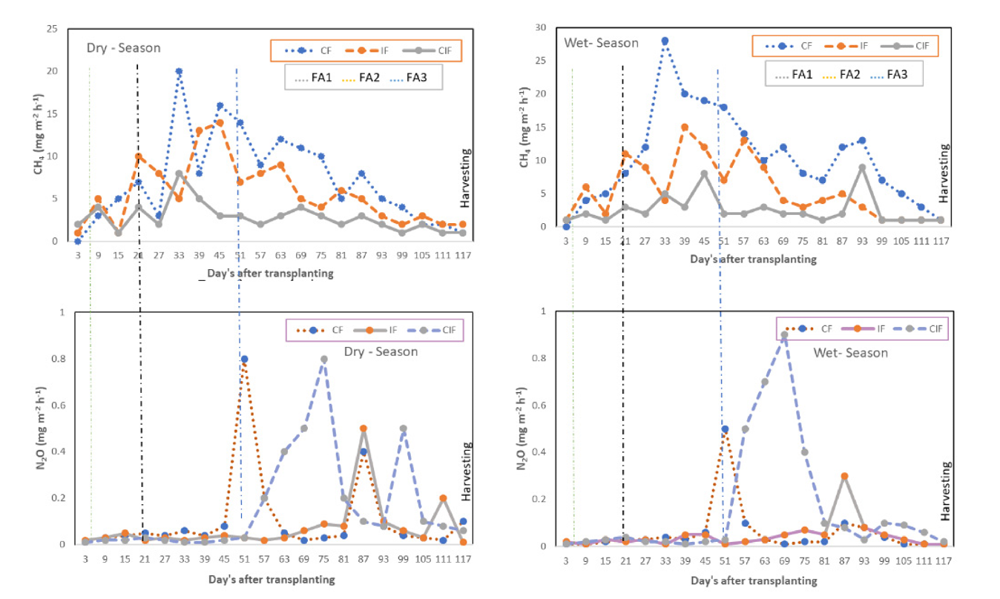 Dry - Season
CF IF CIF
FA1 FA2 FA3
CH4 (mg m-2 h-1)
25
20
15
10
5
0
Harvesting
3 9 15 21 27 33 39 45 51 57 63 69 75 81 87 93 99 105 111 117
Day's after transplanting
Wet- Season
CF IF CIF
FA1 FA2 FA3
CH4 (mg m-2 h-1)
30
25
20
15
10
5
0
Harvesting
3 9 15 21 27 33 39 45 51 57 63 69 75 81 87 93 99 105 111 117
Day's after transplanting
CF IF CIF
Dry - Season
N2O (mg m-2 h-1)
1
0.8
0.6
0.4
0.2
0
Harvesting
3 9 15 21 27 33 39 45 51 57 63 69 75 81 87 93 99 105 111 117
Day's after transplanting
CF IF CIF
Wet- Season
N2O (mg m-2 h-1)
1
0.8
0.6
0.4
0.2
0
Harvesting
3 9 15 21 27 33 39 45 51 57 63 69 75 81 87 93 99 105 111 117
Day's after transplanting